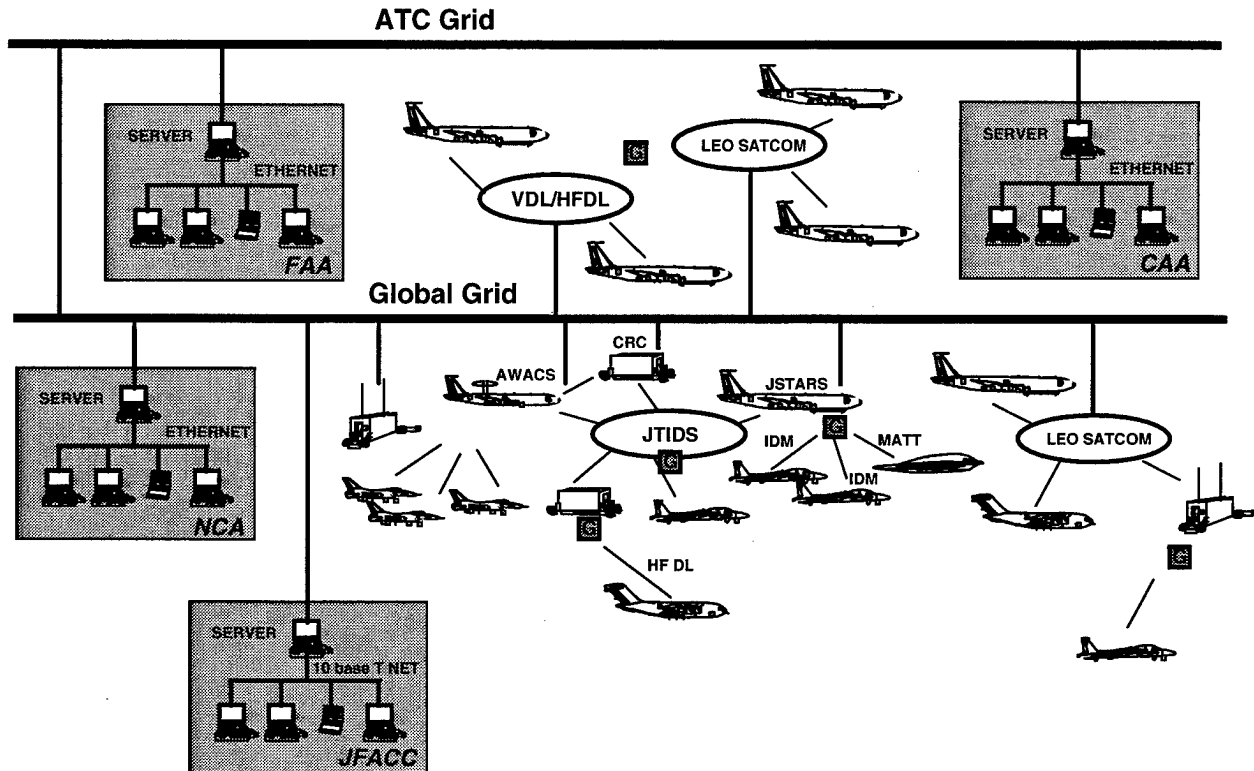 ATC Grid
SERVER
ETHERNET
FAA
G
VDL/HFDL
LEO SATCOM
SERVER
ETHERNET
CAA
Global Grid
SERVER
ETHERNET
NCA
AWACS
CRC
JTIDS
G
G
HF DL
JSTARS
G
IDM
IDM
MATT
LEO SATCOM
G
SERVER
10 base T NET
JFACC